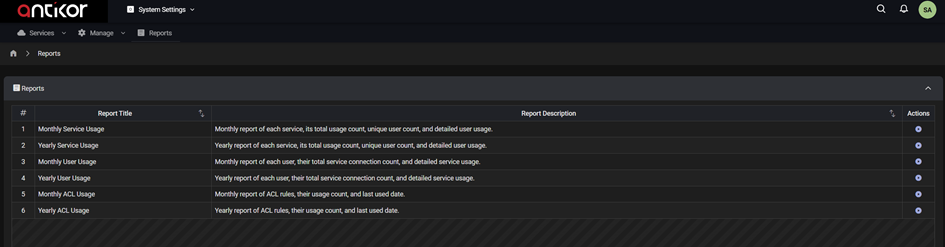 antikor
System Settings
SA
Services
Manage
Reports
Reports
Reports
# Report Title Report Description Actions
1 Monthly Service Usage Monthly report of each service, its total usage count, unique user count, and detailed user usage.
2 Yearly Service Usage Yearly report of each service, its total usage count, unique user count, and detailed user usage.
3 Monthly User Usage Monthly report of each user, their total service connection count, and detailed service usage.
4 Yearly User Usage Yearly report of each user, their total service connection count, and detailed service usage.
5 Monthly ACL Usage Monthly report of ACL rules, their usage count, and last used date.
6 Yearly ACL Usage Yearly report of ACL rules, their usage count, and last used date.